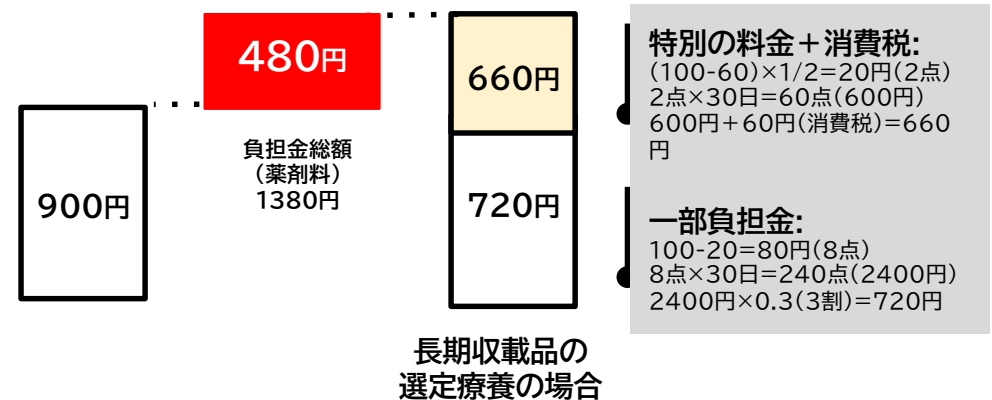 900円
480円
負担金総額
（薬剤料）
1380円
660円
720円
長期収載品の
選定療養の場合
特別の料金＋消費税:
(100-60)×1/2=20円(2点)
2点×30日=60点(600円)
600円+60円(消費税)=660
円
一部負担金:
100-20=80円(8点)
8点×30日=240点(2400円)
2400円×0.3(3割)=720円